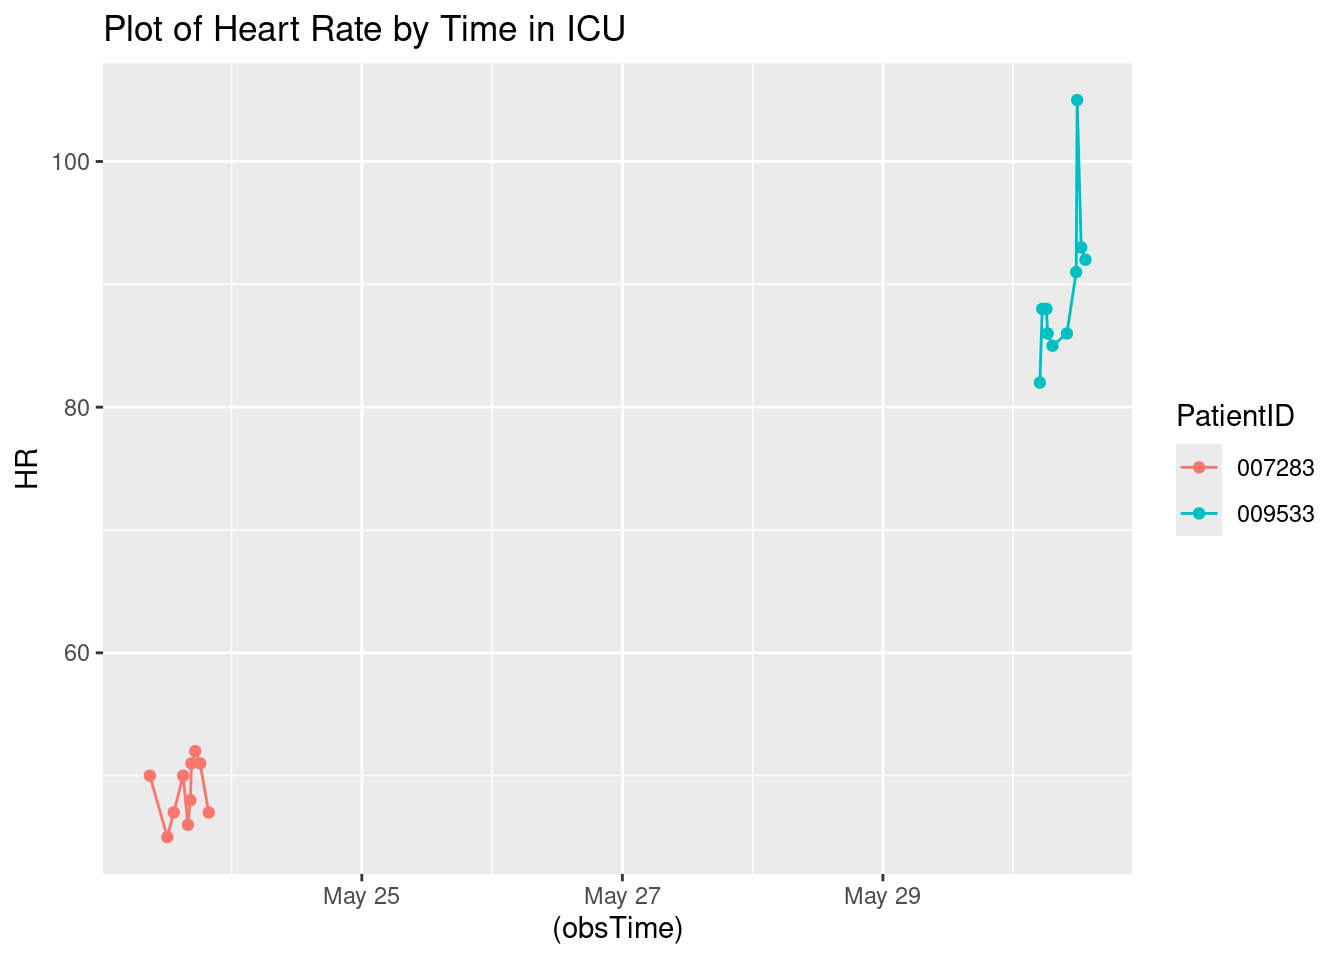 Plot of Heart Rate by Time in ICU
100
80
60
HR
May 25
May 27
May 29
(obsTime)
PatientID
007283
009533